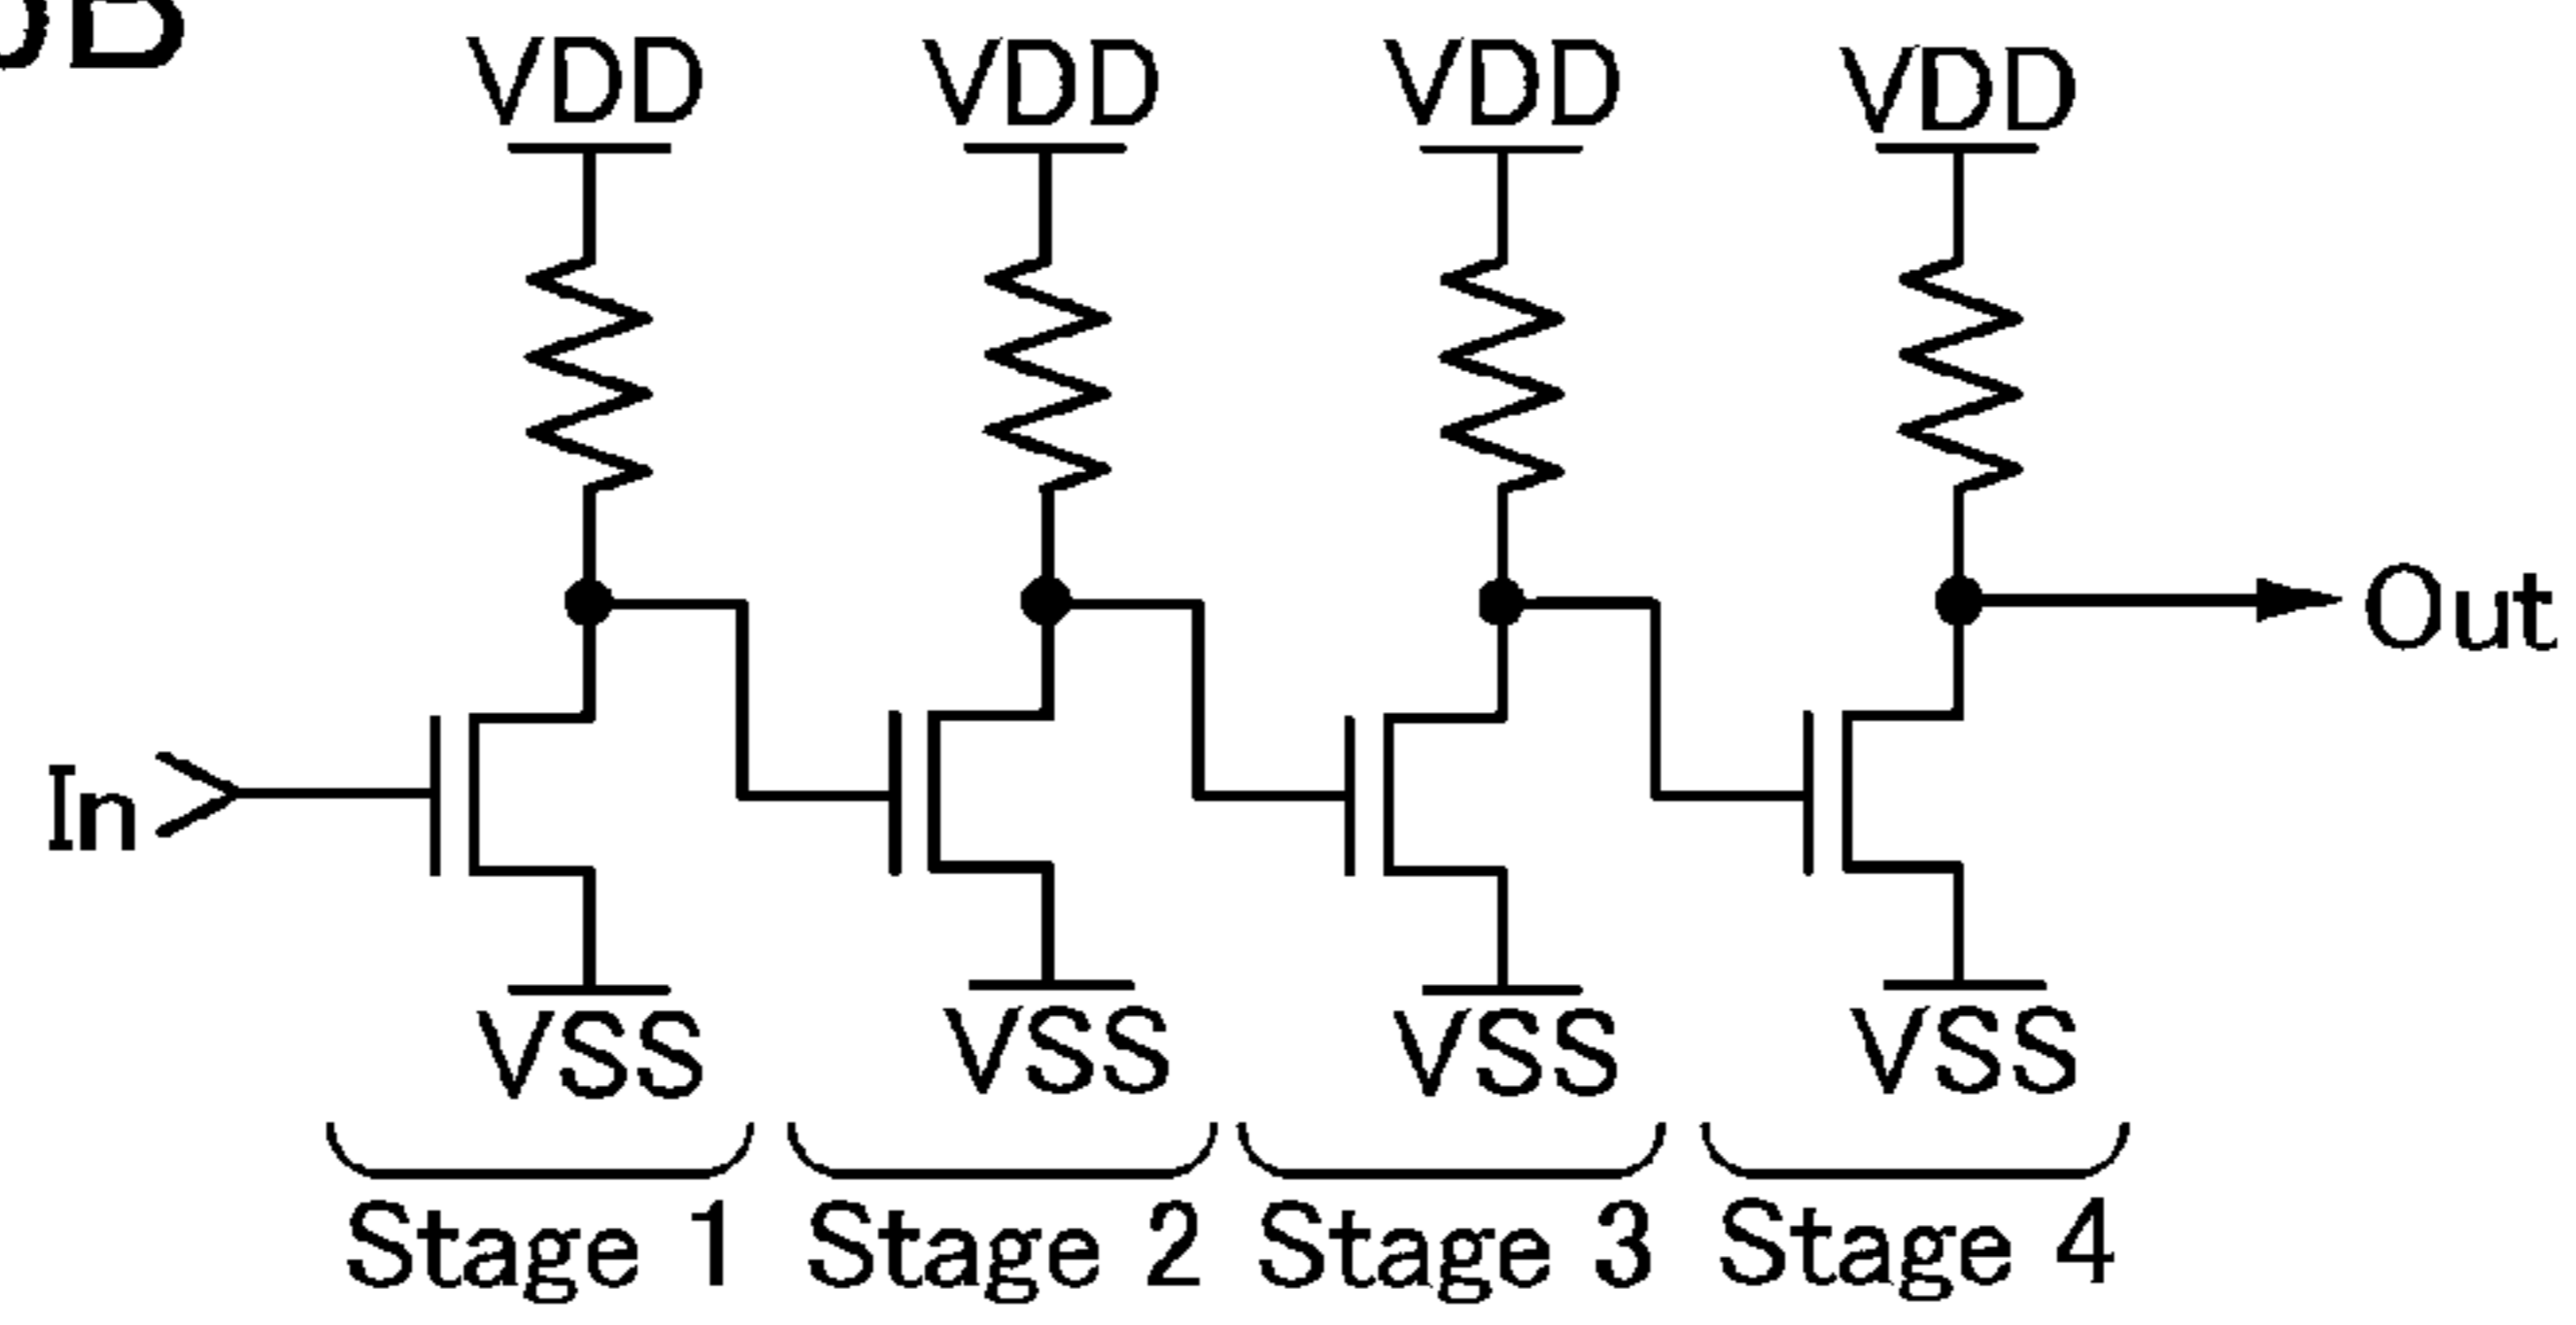 VDD VDD VDD VDD
Out
In
VSS VSS VSS VSS
Stage 1 Stage 2 Stage 3 Stage 4